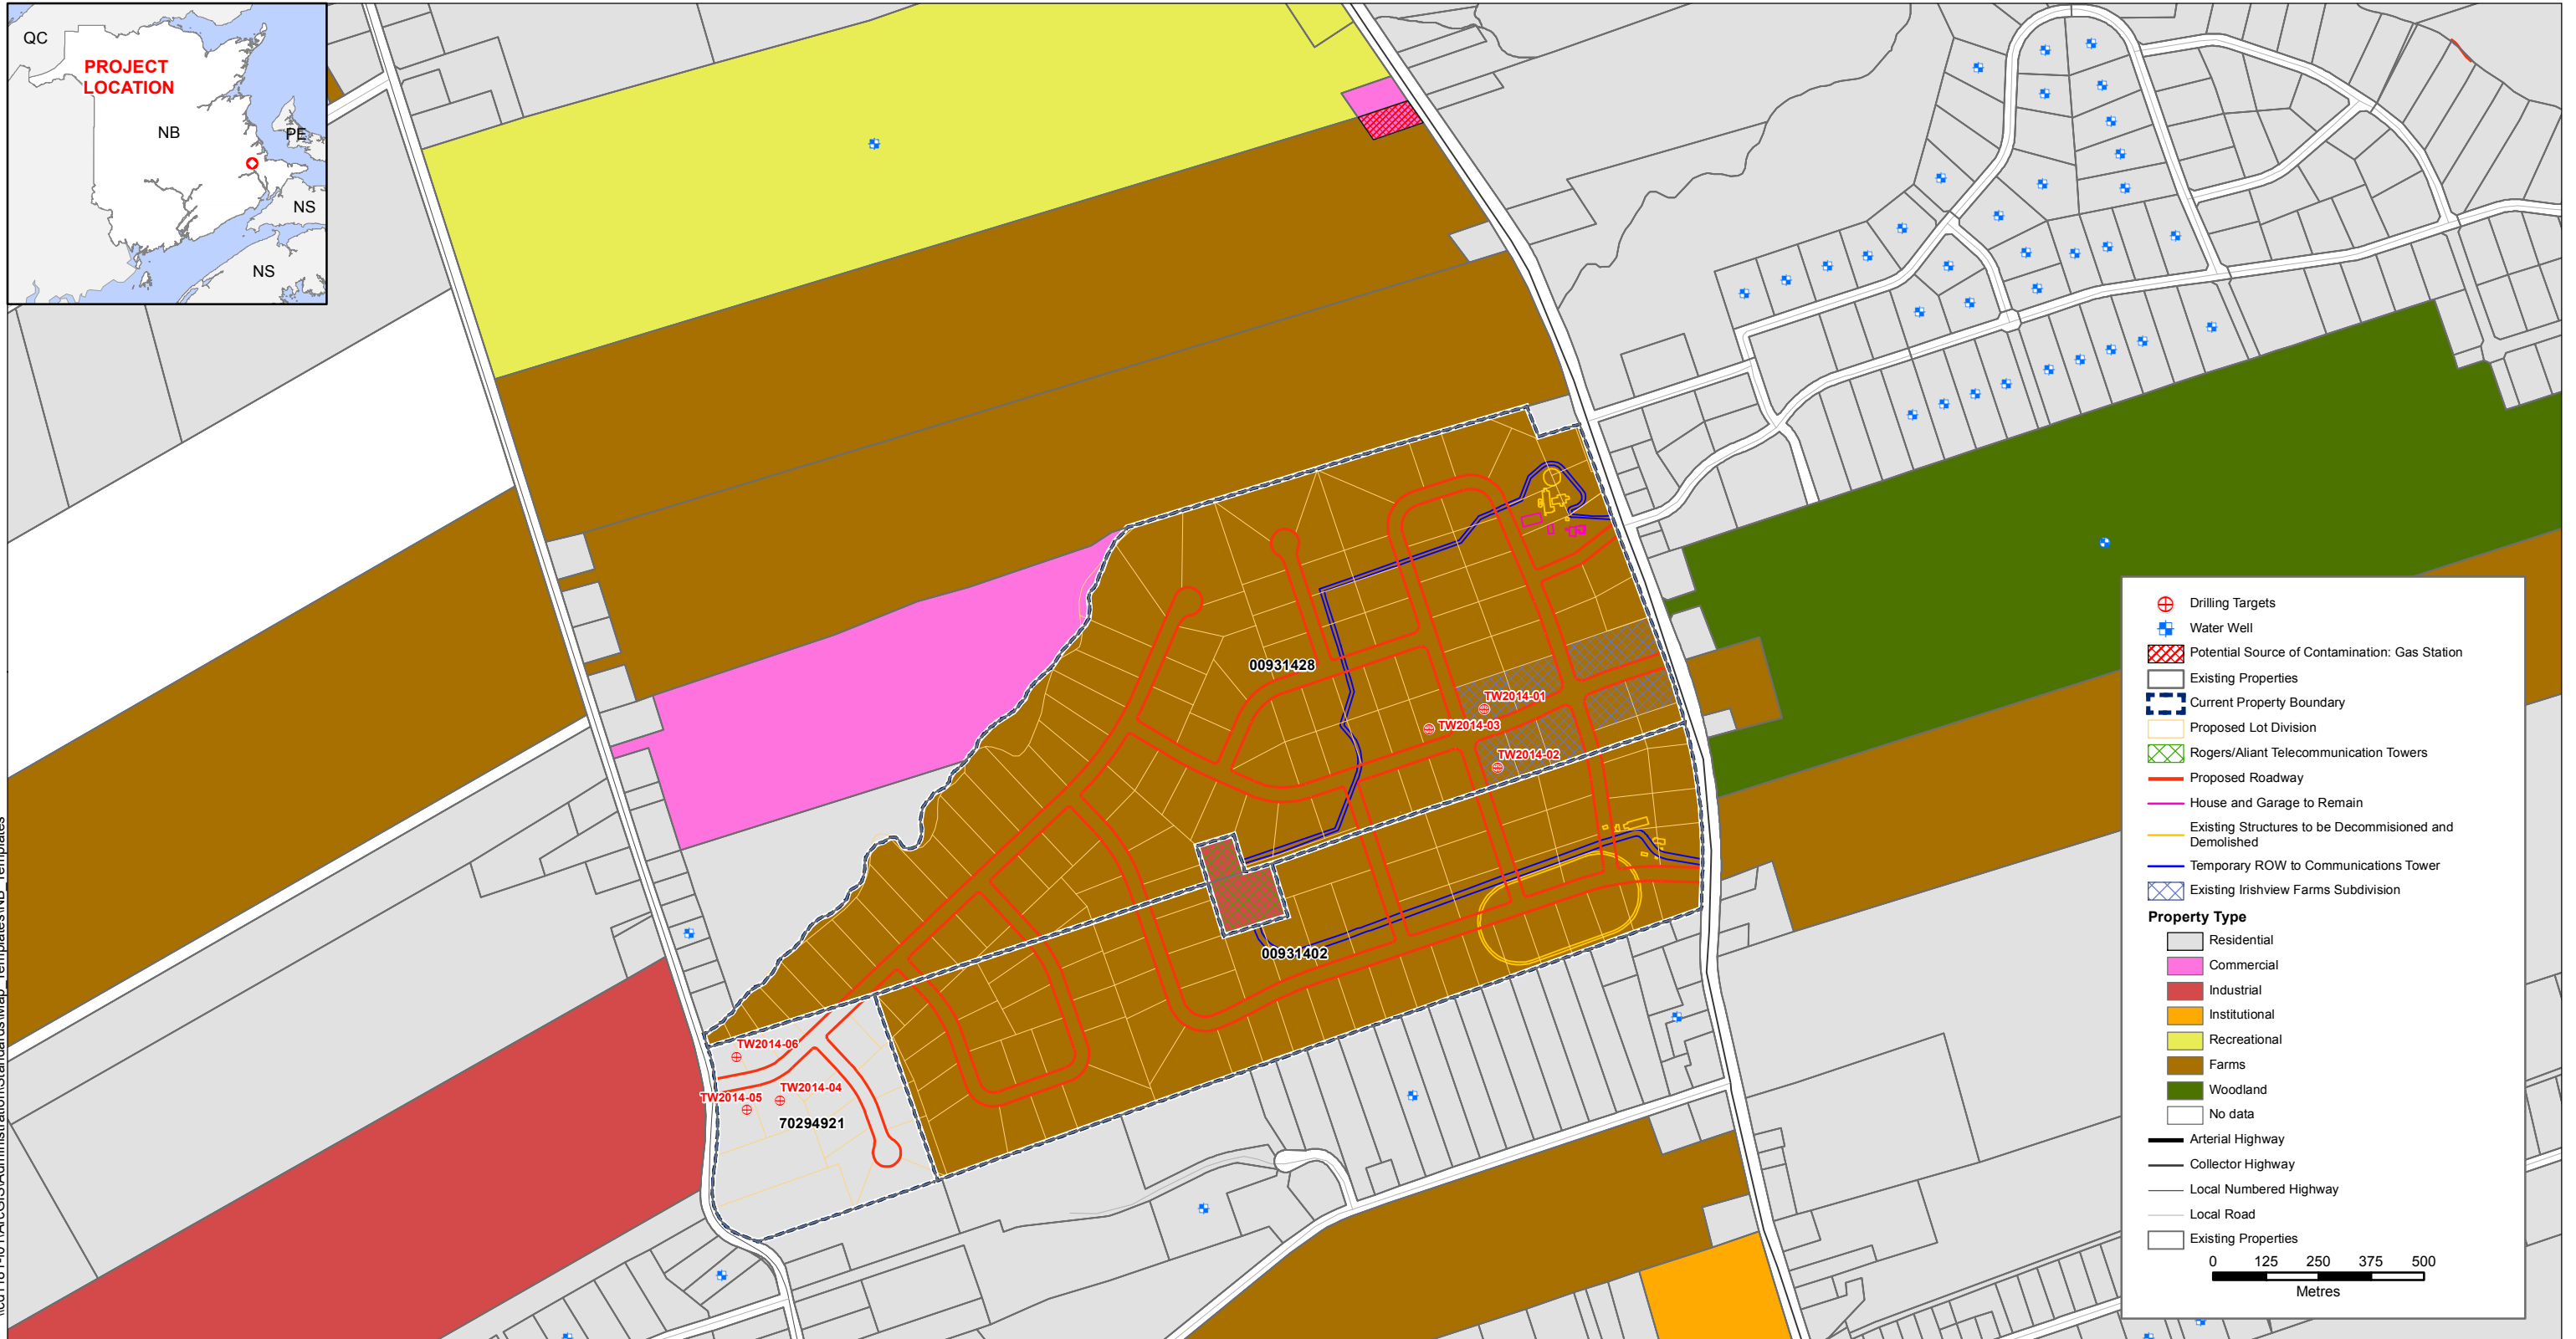 QC
PROJECT
LOCATION
NB
PE
NS
NS
00931428
TW2014-01
TW2014-03
TW2014-02
00931402
TW2014-06
TW2014-04
TW2014-05
70294921
Drilling Targets
Water Well
Potential Source of Contamination: Gas Station
Existing Properties
Current Property Boundary
Proposed Lot Division
Rogers/Aliant Telecommunication Towers
Proposed Roadway
House and Garage to Remain
Existing Structures to be Decommisioned and
Demolished
Temporary ROW to Communications Tower
Existing Irishview Farms Subdivision
Property Type
Residential
Commercial
Industrial
Institutional
Recreational
Farms
Woodland
No data
Arterial Highway
Collector Highway
Local Numbered Highway
Local Road
Existing Properties
0 125 250 375 500
Metres